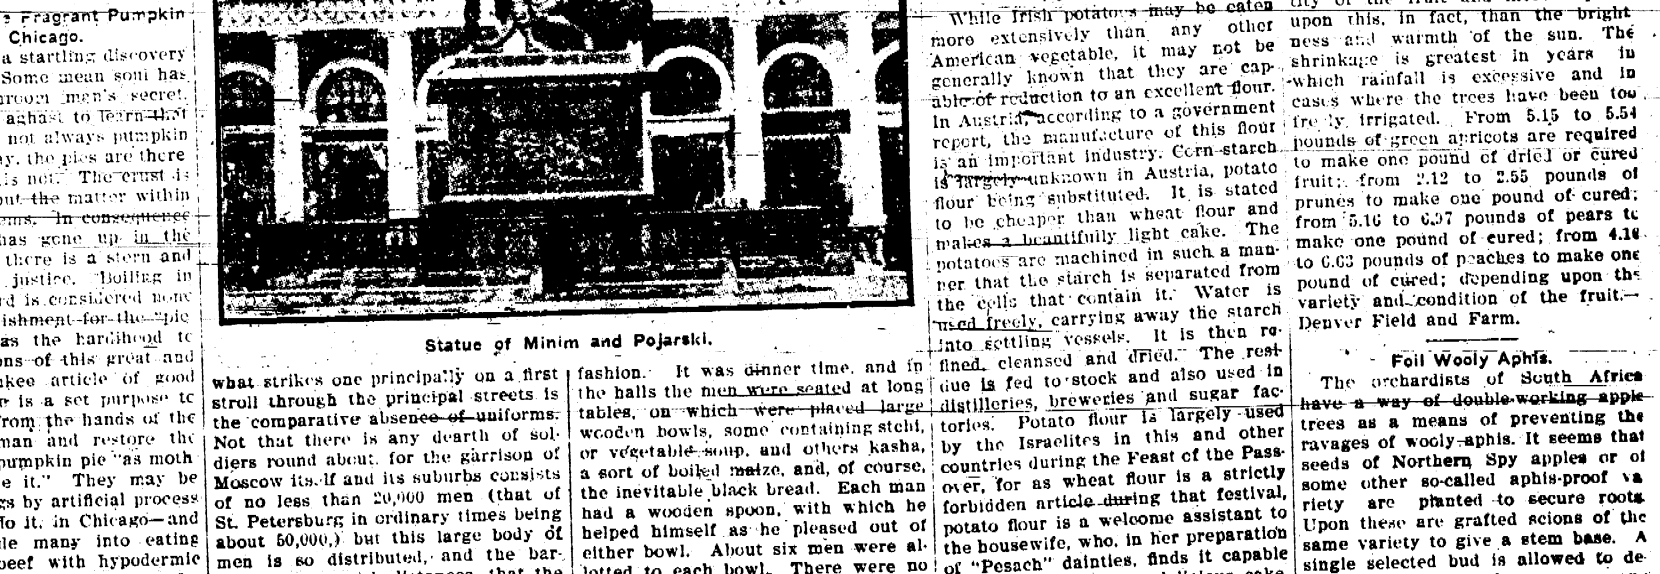 e Fragrant Pumpkin
Chicago.
a startling discovery
Some mean soul has
hroom men's secret.
aghast to learn that
not always pumpkin
ay, the pies are there
is not. The crust is
out the matter within
ems. In consequence
has gone up in the
there is a stern and
justice. "Boiling in
rd is considered none
ishment for the "pie
as the hardihood to
ons of this great and
nkee article of good
is a set purpose to
from the hands of the
man and restore the
pumpkin pie "as moth
e it." They may be
gs by artificial process
do it, in Chicago—and
le many into eating
beef with hypodermic
Statue of Minim and Pojarski.
what strikes one principally on a first
stroll through the principal streets is
the comparative absence of uniforms.
Not that there is any dearth of sol-
diers round about, for the garrison of
Moscow itself and its suburbs consists
of no less than 20,000 men (that of
St. Petersburg in ordinary times being
about 50,000,) but this large body of
men is so distributed, and the bar-
that the
fashion. It was dinner time, and in
the halls the men were seated at long
tables, on which were placed large
wooden bowls, some containing stchi,
or vegetable soup, and others kasha,
a sort of boiled maize, and, of course,
the inevitable black bread. Each man
had a wooden spoon, with which he
helped himself as he pleased out of
either bowl. About six men were al-
lotted to each bowl. There were no
While Irish potatoes may be eaten
more extensively than any other
American vegetable, it may not be
generally known that they are cap-
able of reduction to an excellent flour.
In Austria, according to a government
report, the manufacture of this flour
is an important industry. Corn-starch
is largely unknown in Austria, potato
flour being substituted. It is stated
to be cheaper than wheat flour and
makes a beautifully light cake. The
potatoes are machined in such a man-
ner that the starch is separated from
the cells that contain it. Water is
used freely, carrying away the starch
into settling vessels. It is then re-
fined, cleansed and dried. The resi-
due is fed to stock and also used in
distilleries, breweries and sugar fac-
tories. Potato flour is largely used
by the Israelites in this and other
countries during the Feast of the Pass-
over, for as wheat flour is a strictly
forbidden article during that festival,
potato flour is a welcome assistant to
the housewife, who, in her preparation
of "Pesach" dainties, finds it capable
cake
upon this, in fact, than the bright
ness and warmth of the sun. The
shrinkage is greatest in years in
which rainfall is excessive and in
cases where the trees have been too
freely irrigated. From 5.15 to 5.54
pounds of green apricots are required
to make one pound of dried or cured
fruit; from 2.12 to 2.55 pounds of
prunes to make one pound of cured;
from 5.16 to 6.97 pounds of pears to
make one pound of cured; from 4.16
to 6.63 pounds of peaches to make one
pound of cured; depending upon the
variety and condition of the fruit.—
Denver Field and Farm.
Foil Wooly Aphis.
The orchardists of South Africa
have a way of double-working apple
trees as a means of preventing the
ravages of wooly aphis. It seems that
seeds of Northern Spy apples or of
some other so-called aphis-proof va
riety are planted to secure roots.
Upon these are grafted scions of the
same variety to give a stem base. A
single selected bud is allowed to de-